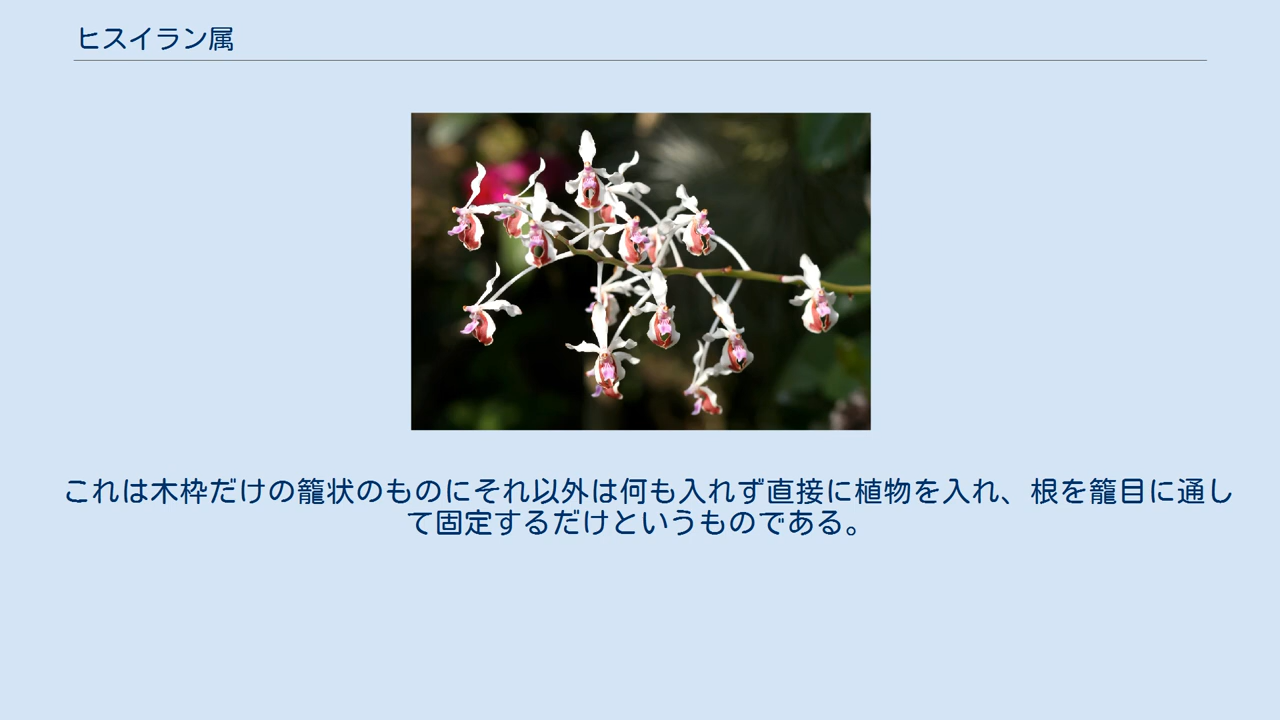 ヒスイラン属
これは木枠だけの籠状のものにそれ以外は何も入れず直接に植物を入れ、根を籠目に通し
て固定するだけというものである。